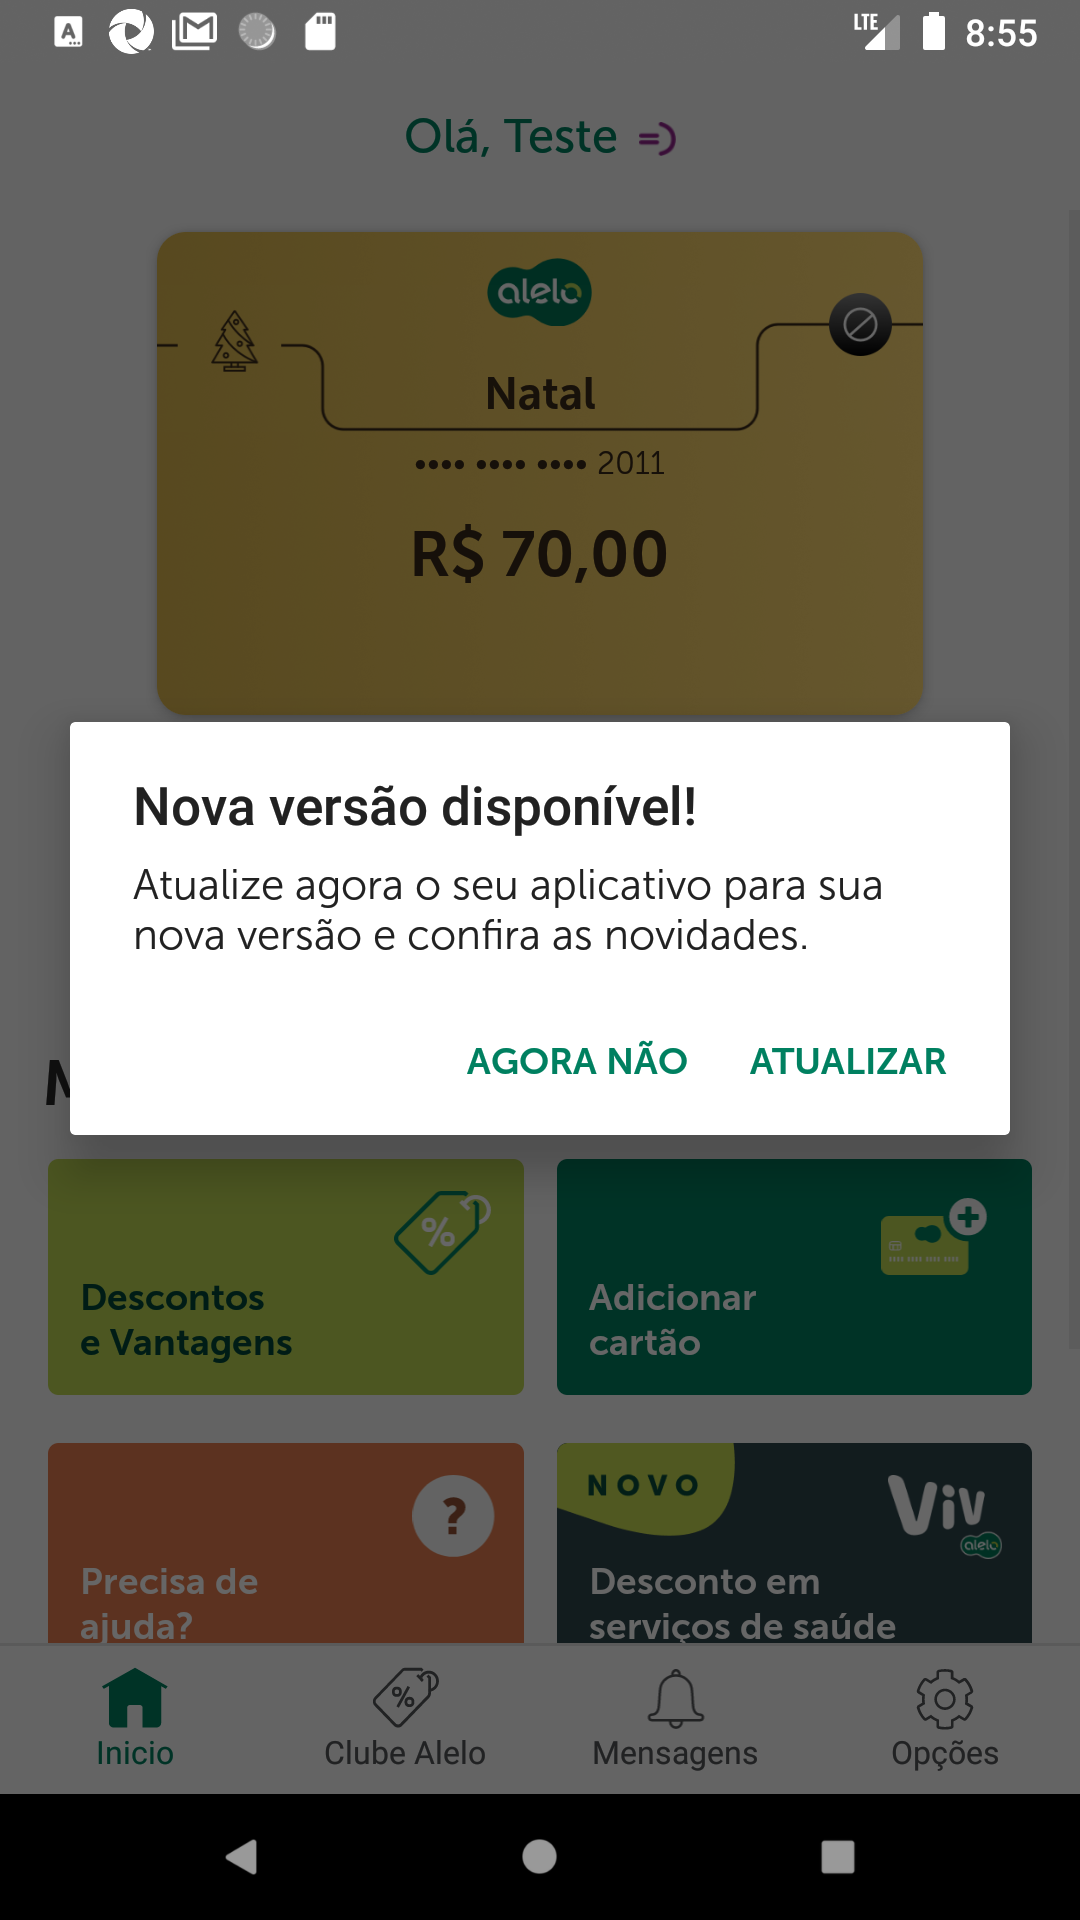 LTE 8:55
Olá, Teste =)
alelo
Natal
•••• •••• •••• 2011
R$ 70,00
Nova versão disponível!
Atualize agora o seu aplicativo para sua
nova versão e confira as novidades.
AGORA NÃO ATUALIZAR
Descontos
e Vantagens
Adicionar
cartão
Precisa de
ajuda?
NOVO
Viv
alelo
Desconto em
serviços de saúde
Inicio
Clube Alelo
Mensagens
Opções